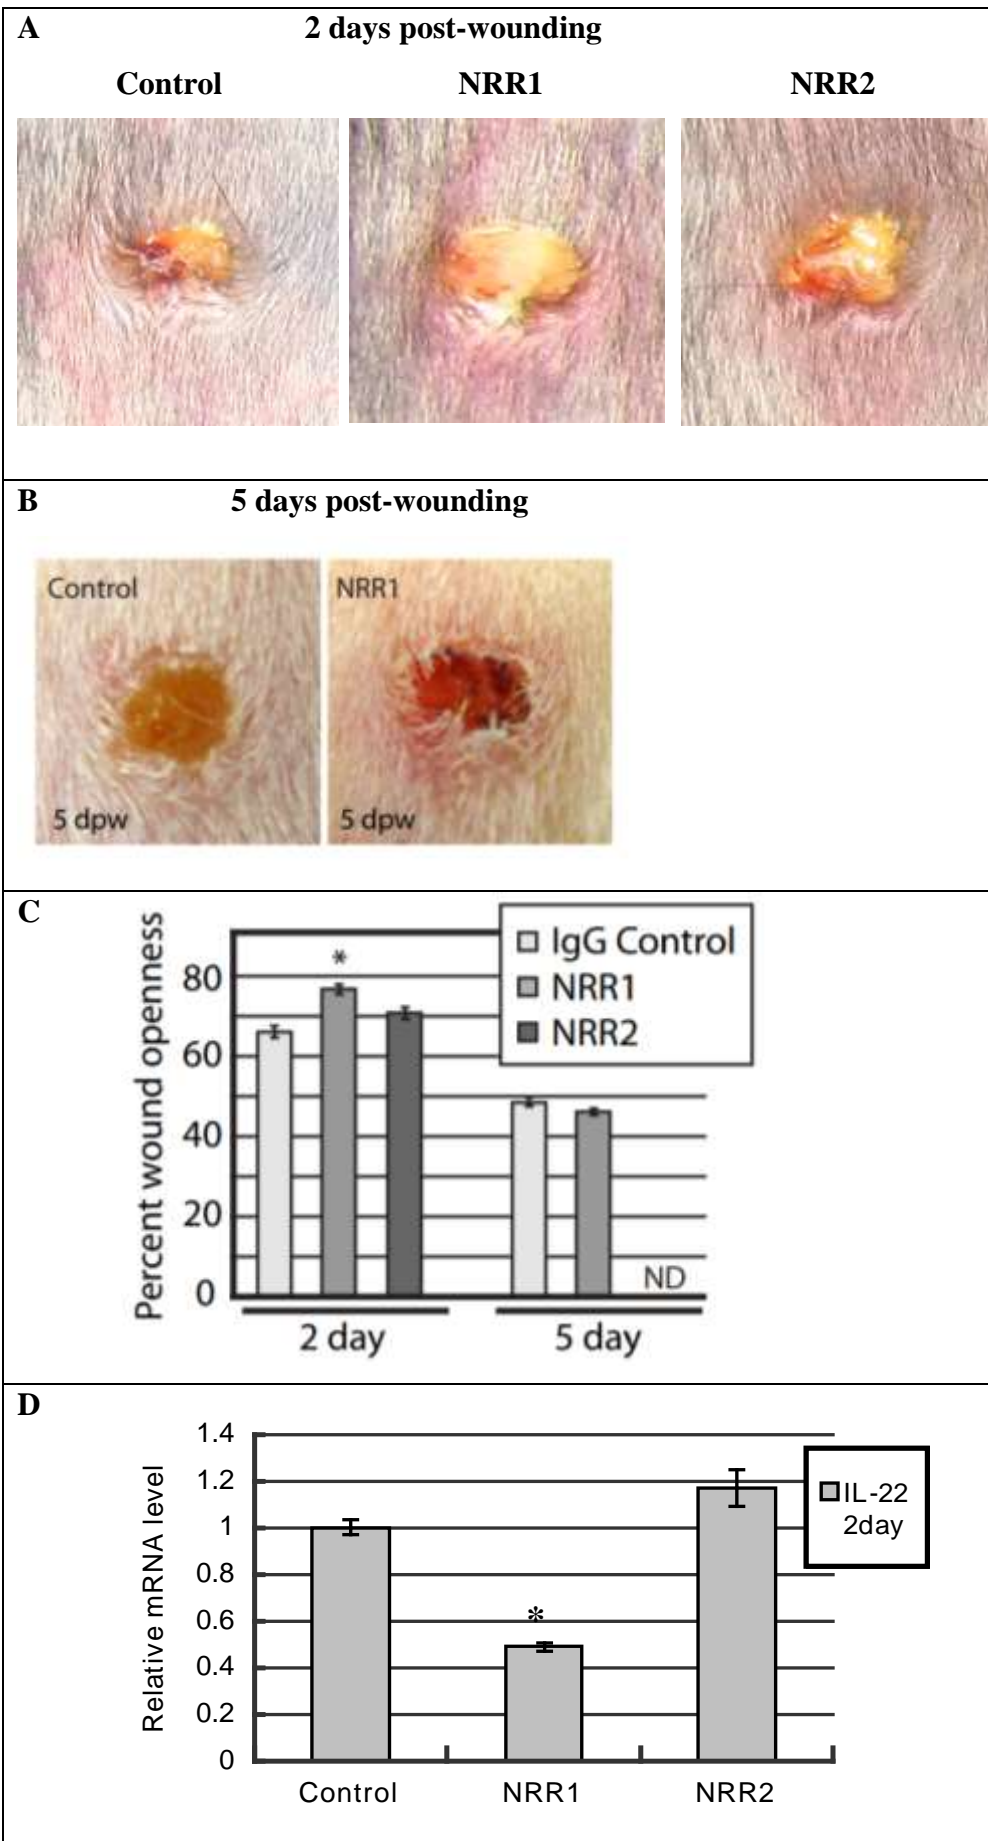 A
2 days post-wounding
Control NRR1 NRR2
B
5 days post-wounding
Control NRR1
5 dpw 5 dpw
C
Percent wound openness
80
60
40
20
0
*
IgG Control
NRR1
NRR2
ND
2 day 5 day
D
Relative mRNA level
1.4
1.2
1
0.8
0.6
0.4
0.2
0
*
IL-22
2day
Control NRR1 NRR2